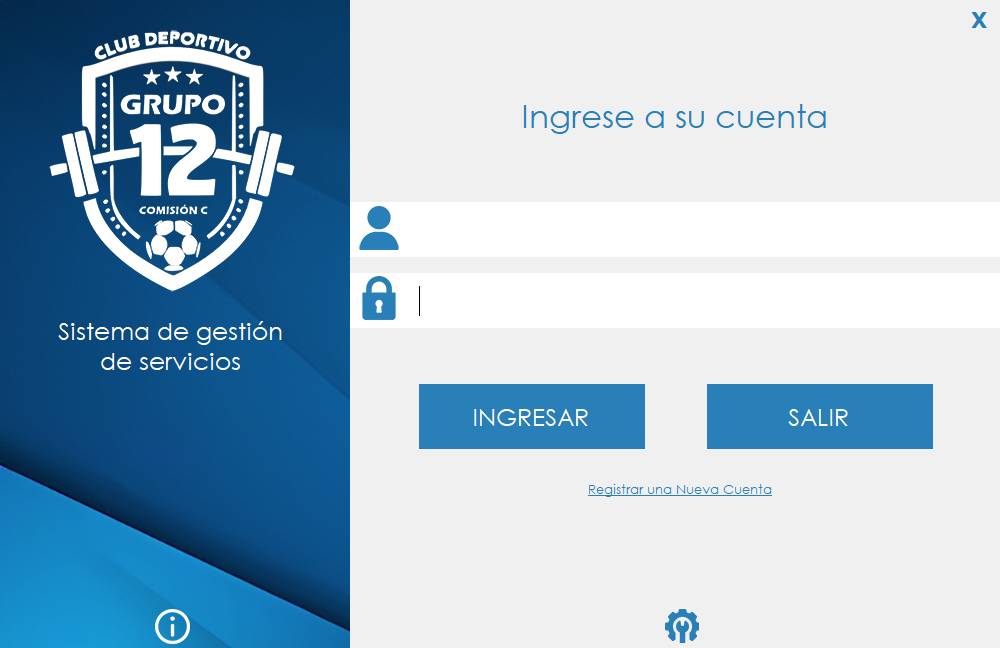 CLUB DEPORTIVO
GRUPO
12
COMISIÓN C
Sistema de gestión
de servicios
X
Ingrese a su cuenta
INGRESAR
SALIR
Registrar una Nueva Cuenta